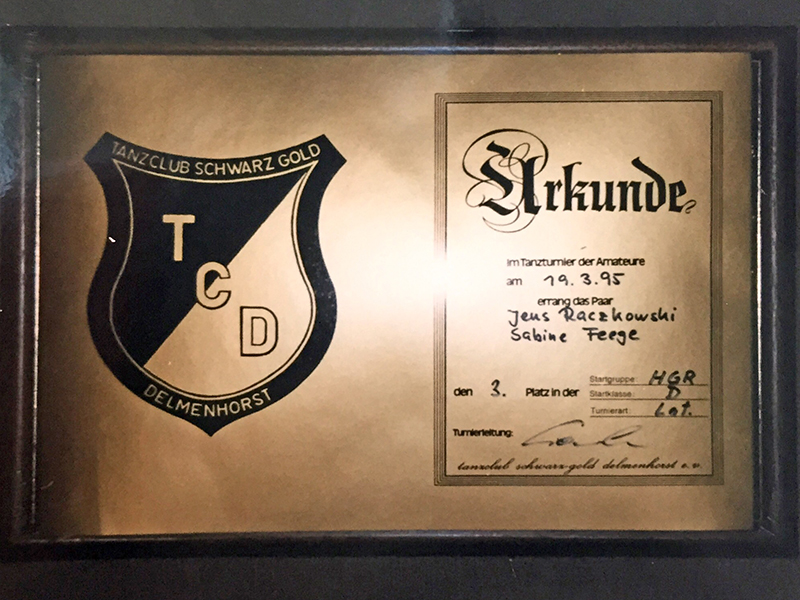 TANZCLUB SCHWARZ GOLD
T
C
D
DELMENHORST
Urkunde
Im Tanzturnier der Amateure
am 19.3.95
errang das Paar
Jens Raczkowski
Sabine Feege
den 3. Platz in der
Startgruppe: HGR
Startklasse: D
Turnierart: Lat.
Turnierleitung:
tanzclub schwarz-gold delmenhorst e.v.